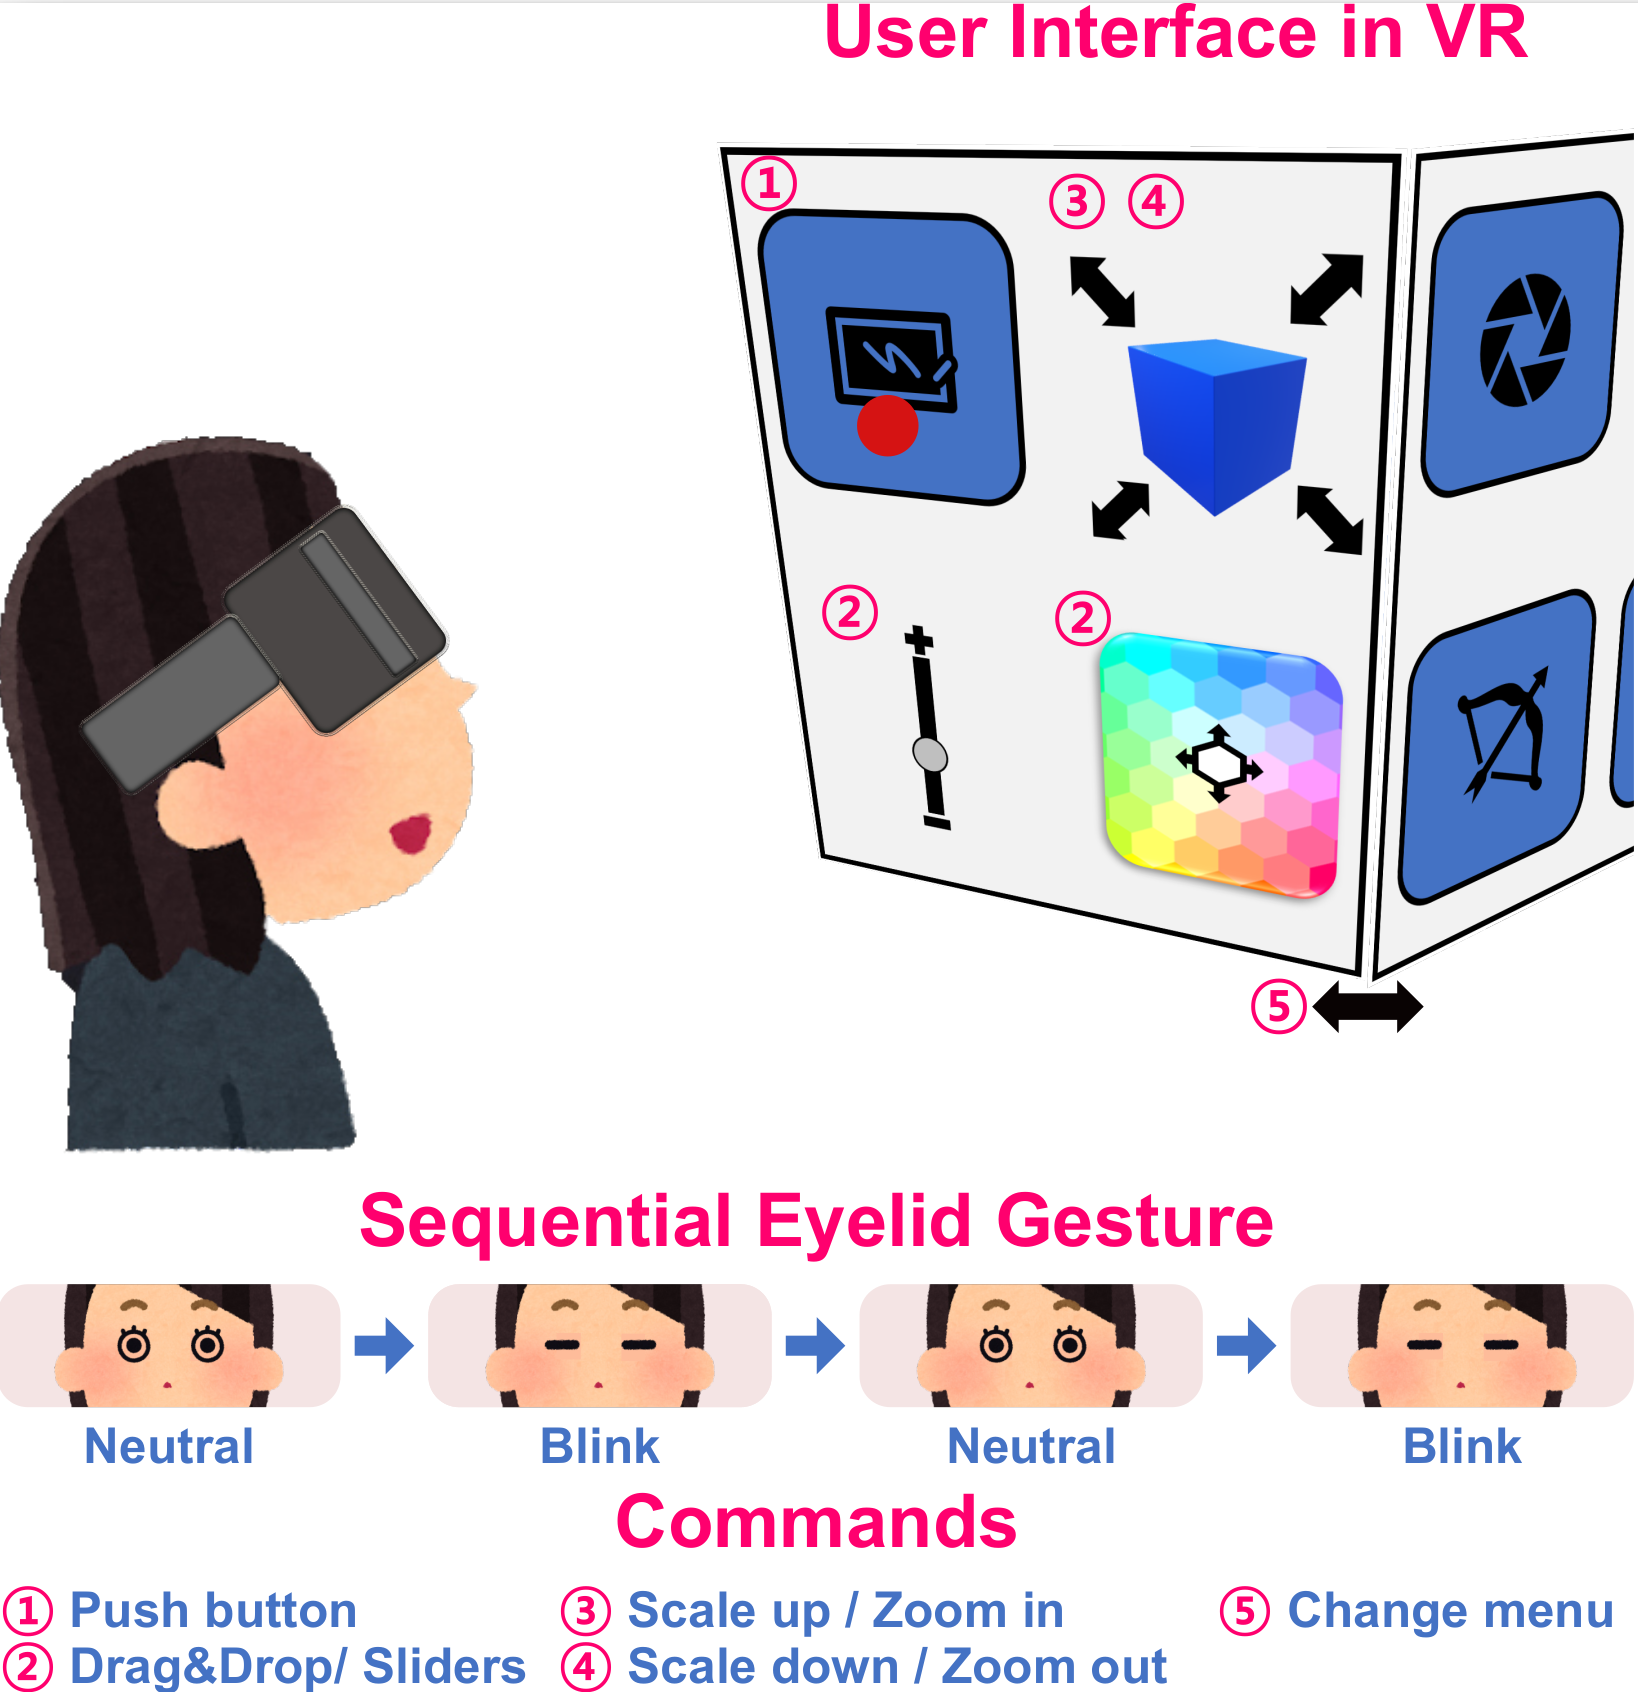 User Interface in VR
①
③ ④
②
②
⑤
Sequential Eyelid Gesture
Neutral
Blink
Neutral
Blink
Commands
① Push button
③ Scale up / Zoom in
⑤ Change menu
② Drag&Drop/ Sliders
④ Scale down / Zoom out